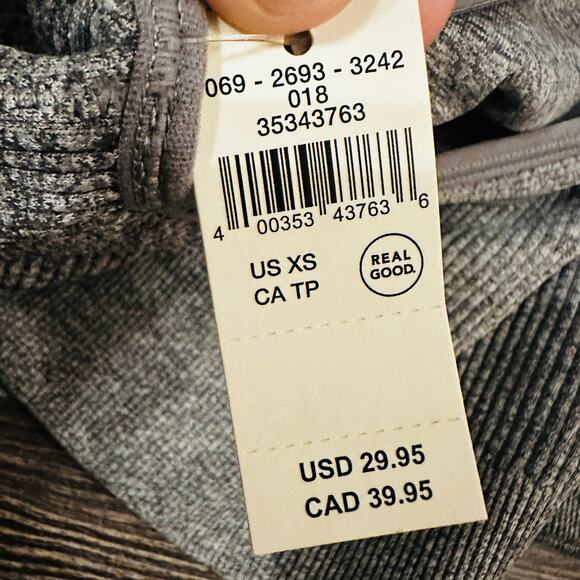 069 - 2693 - 3242
018
35343763
4 00353 43763 6
US XS
CA TP
REAL
GOOD.
USD 29.95
CAD 39.95